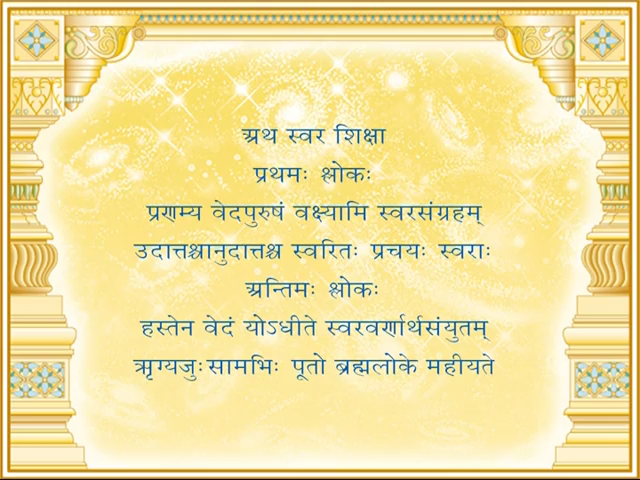 अथ स्वर शिक्षा
प्रथमः श्लोकः
प्रणम्य वेदपुरुषं वक्ष्यामि स्वरसंग्रहम्
उदात्तश्चानुदात्तश्च स्वरितः प्रचयः स्वराः
अन्तिमः श्लोकः
हस्तेन वेदं योऽधीते स्वरवर्णार्थसंयुतम्
ऋग्यजुःसामभिः पूतो ब्रह्मलोके महीयते